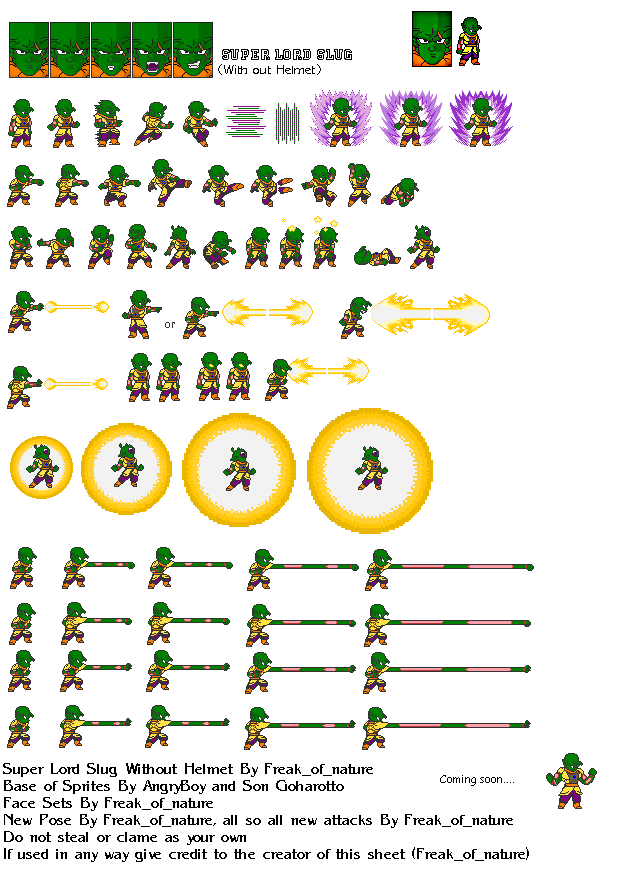 SUPER LORD SLUG
(With out Helmet)
or
Super Lord Slug Without Helmet By Freak_of_nature
Base of Sprites By AngryBoy and Son Goharotto
Face Sets By Freak_of_nature
New Pose By Freak_of_nature, all so all new attacks By Freak_of_nature
Do not steal or clame as your own
If used in any way give credit to the creator of this sheet (Freak_of_nature)
Coming soon....